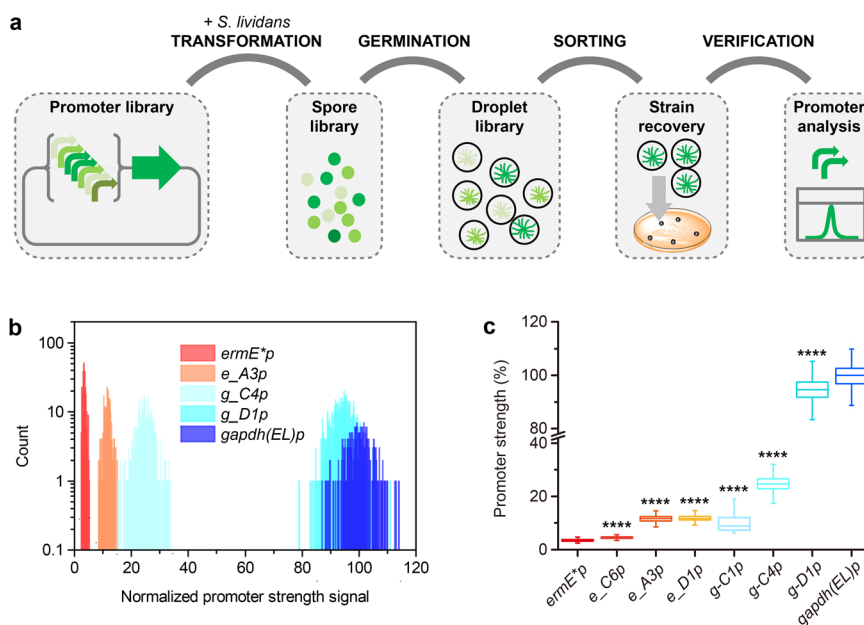 a
+ S. lividans
TRANSFORMATION
GERMINATION
SORTING
VERIFICATION
Promoter library
Spore
library
Droplet
library
Strain
recovery
Promoter
analysis
b
100
10
1
0.1
Count
0
20
40
60
80
100
120
Normalized promoter strength signal
ermE*p
e_A3p
g_C4p
g_D1p
gapdh(EL)p
c
120
100
80
40
20
0
Promoter strength (%)
****
****
****
****
****
****
ermE*p
e_C6p
e_A3p
e_D1p
g-C1p
g-C4p
g-D1p
gapdh(EL)p